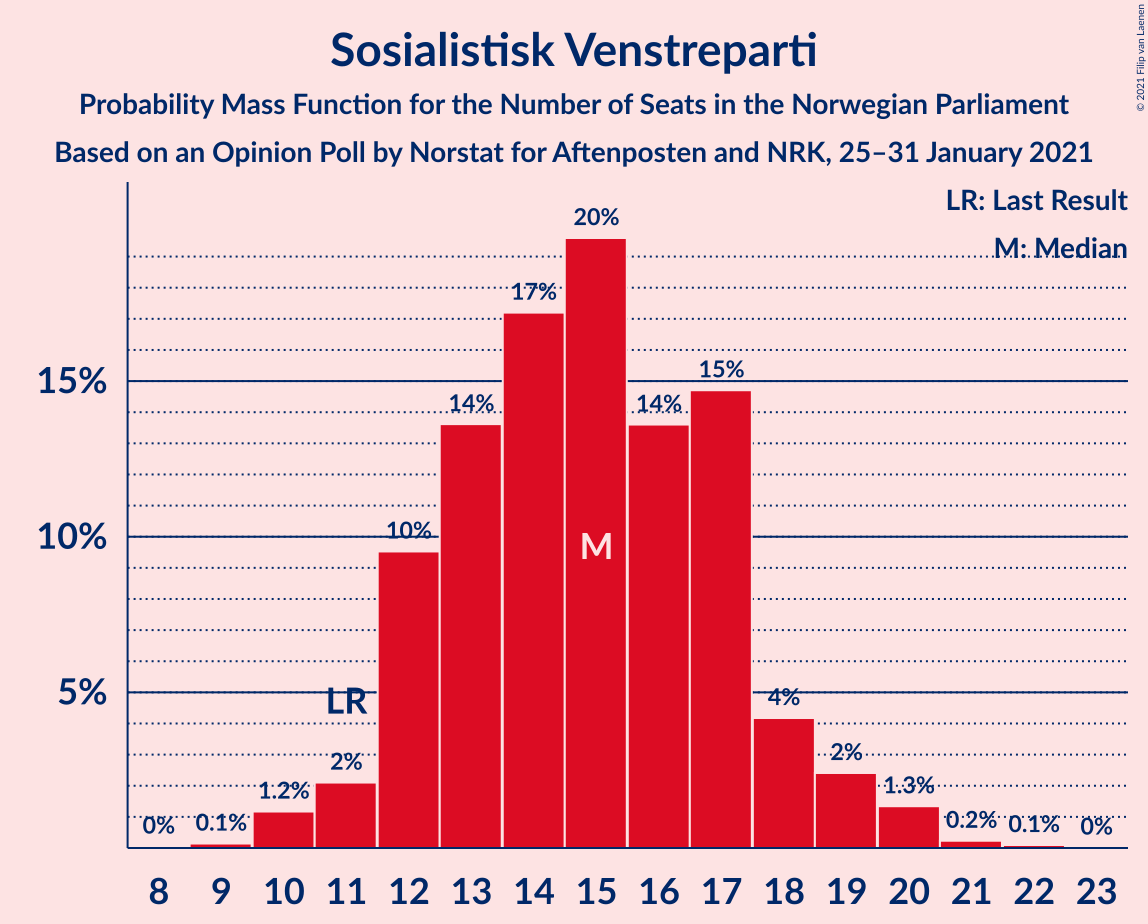 Sosialistisk Venstreparti
Probability Mass Function for the Number of Seats in the Norwegian Parliament
Based on an Opinion Poll by Norstat for Aftenposten and NRK, 25–31 January 2021
© 2021 Filip van Laenen
LR: Last Result
M: Median
20%
17%
15%
15%
14%
14%
10%
10%
M
5%
LR
4%
2%
2%
1.2%
1.3%
0%
0.1%
0.2%
0.1%
0%
8 9 10 11 12 13 14 15 16 17 18 19 20 21 22 23